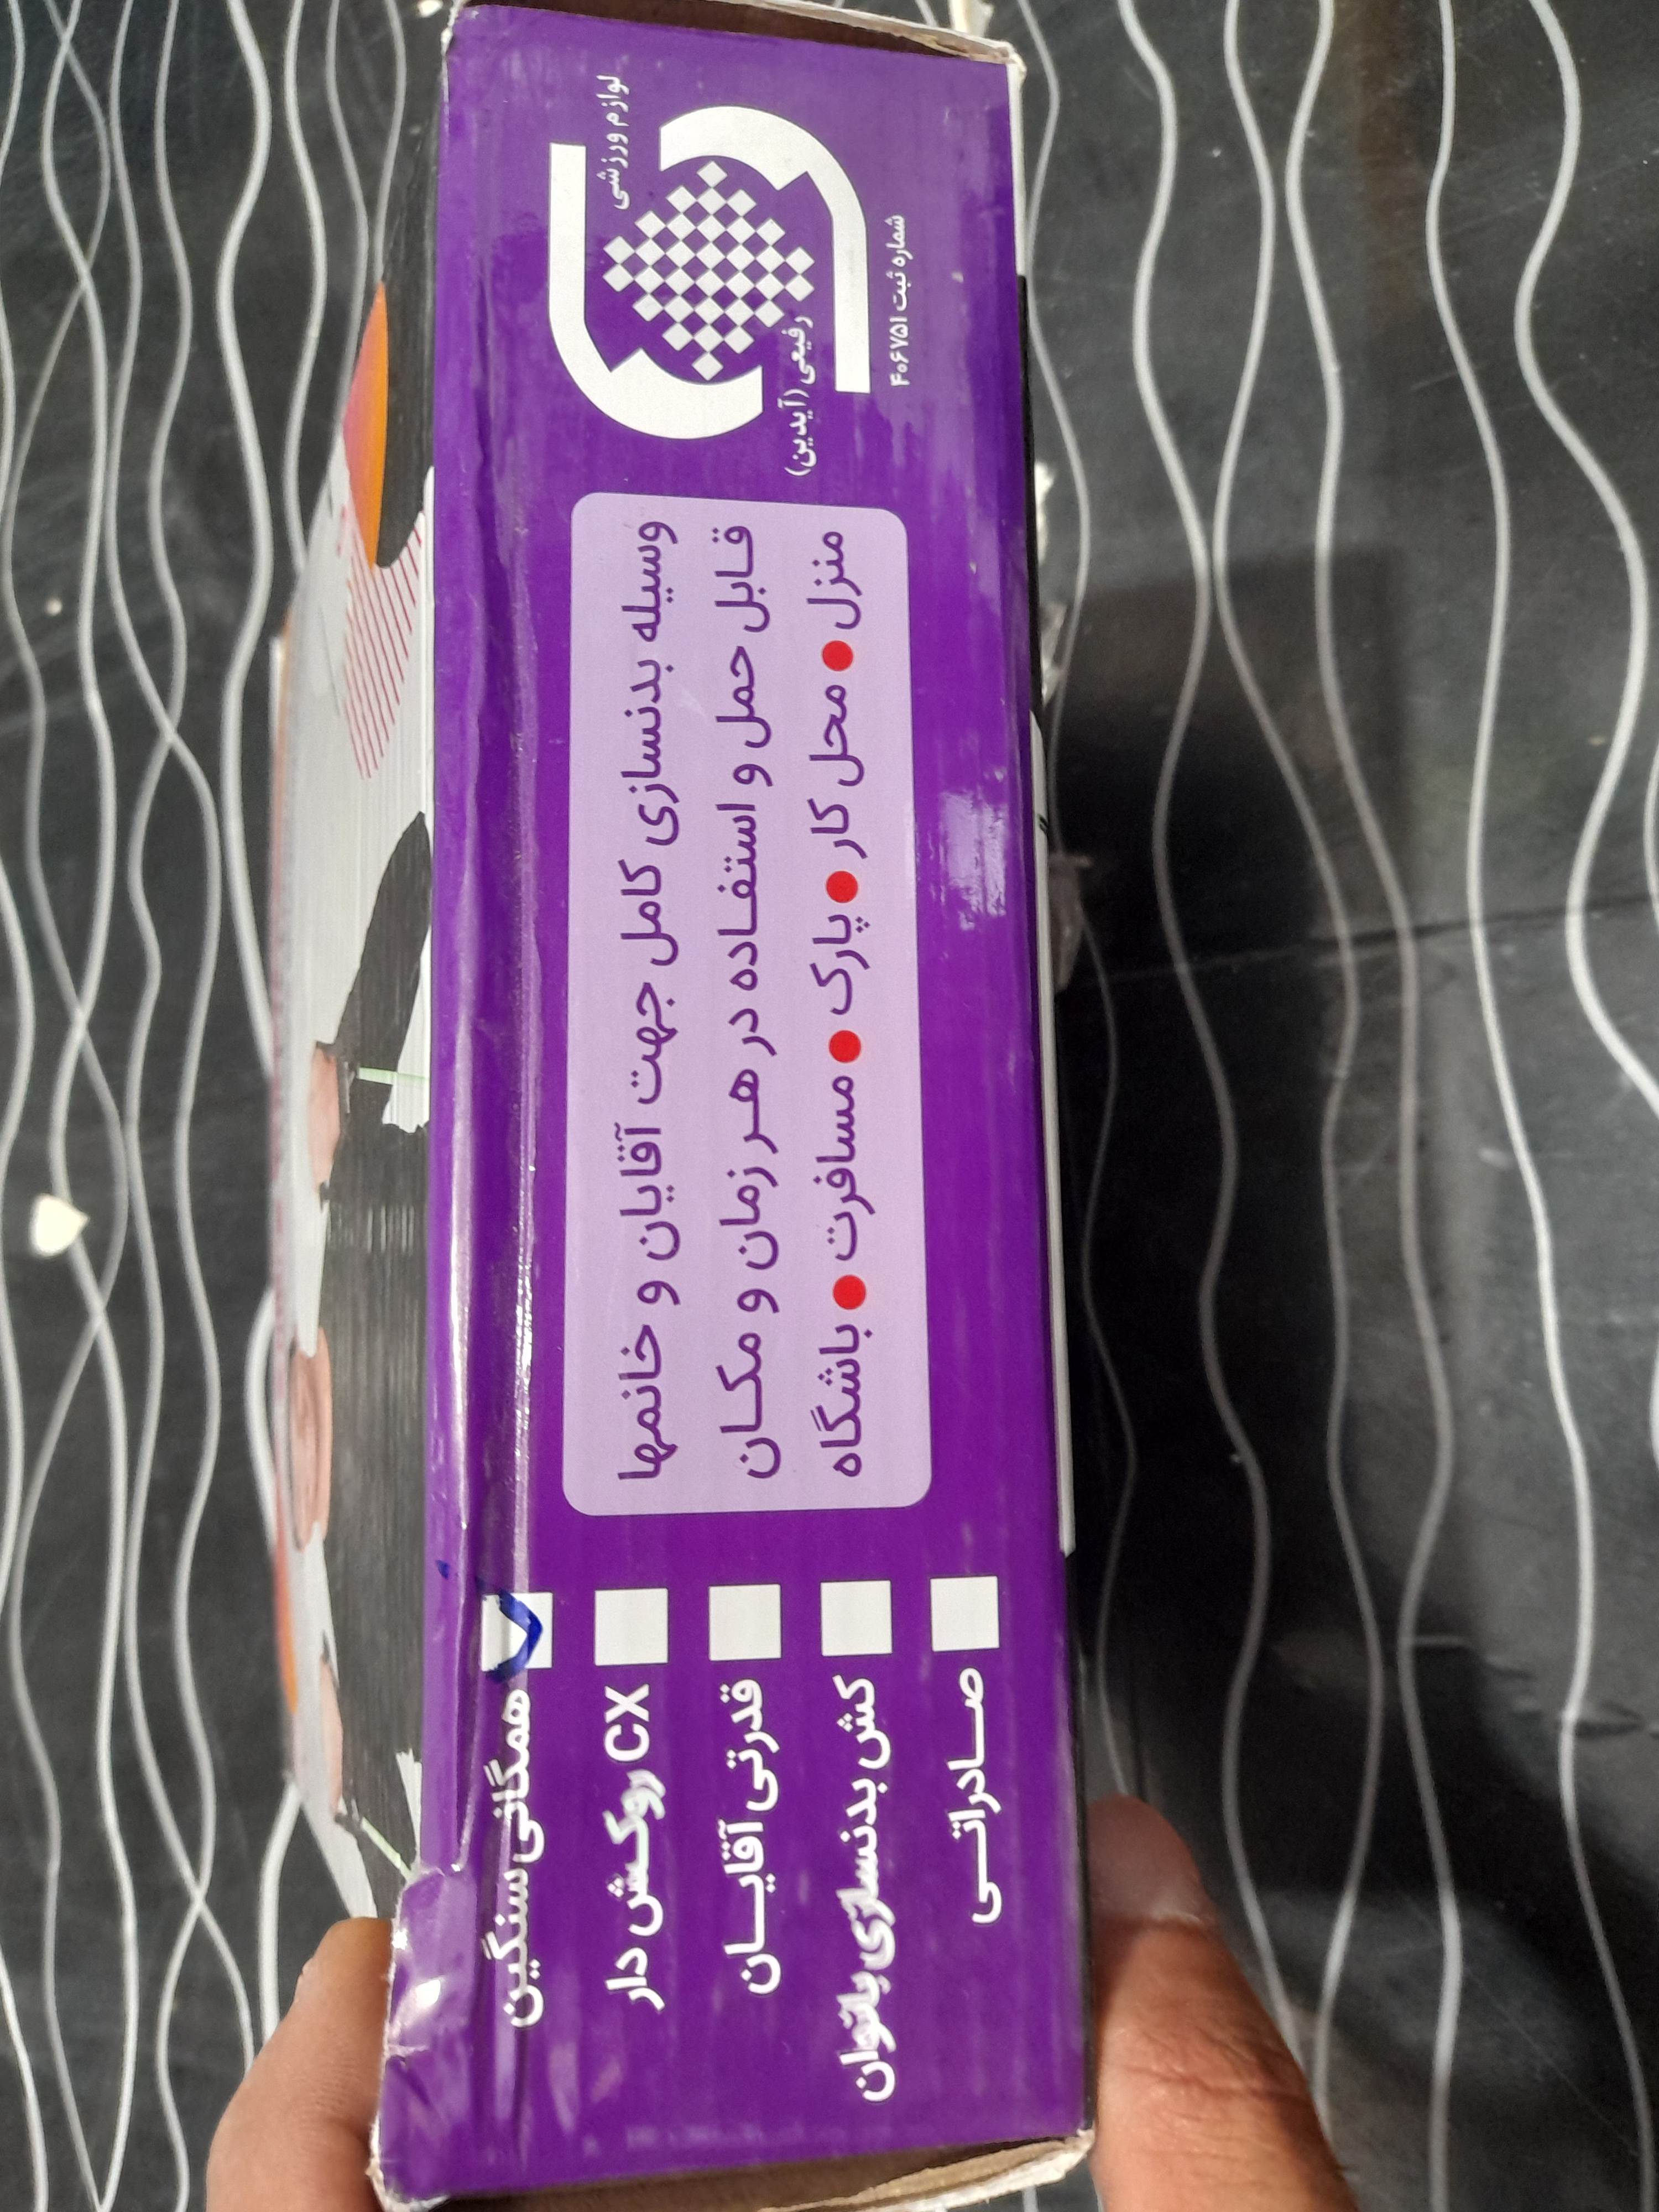 لوازم ورزشی
رفیعی (آیدین)
شماره ثبت ۴۰۶۷۵۱
وسیله بدنسازی کامل جهت آقایان و خانمها
قابل حمل و استفاده در هر زمان و مکان
منزل ● محل کار ● پارک ● مسافرت ● باشگاه
همگانی سنگین
CX روکش دار
قدرتی آقایان
کش بدنسازی بانوان
صادراتی